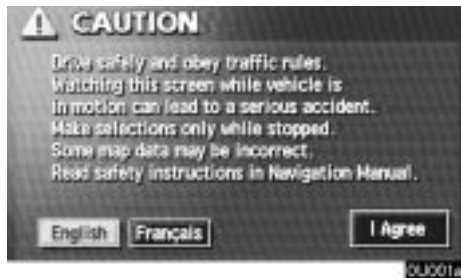 CAUTION
Drive safely and obey traffic rules.
Watching this screen while vehicle is
in motion can lead to a serious accident.
Make selections only while stopped.
Some map data may be incorrect.
Read safety instructions in Navigation Manual.
English Français I Agree